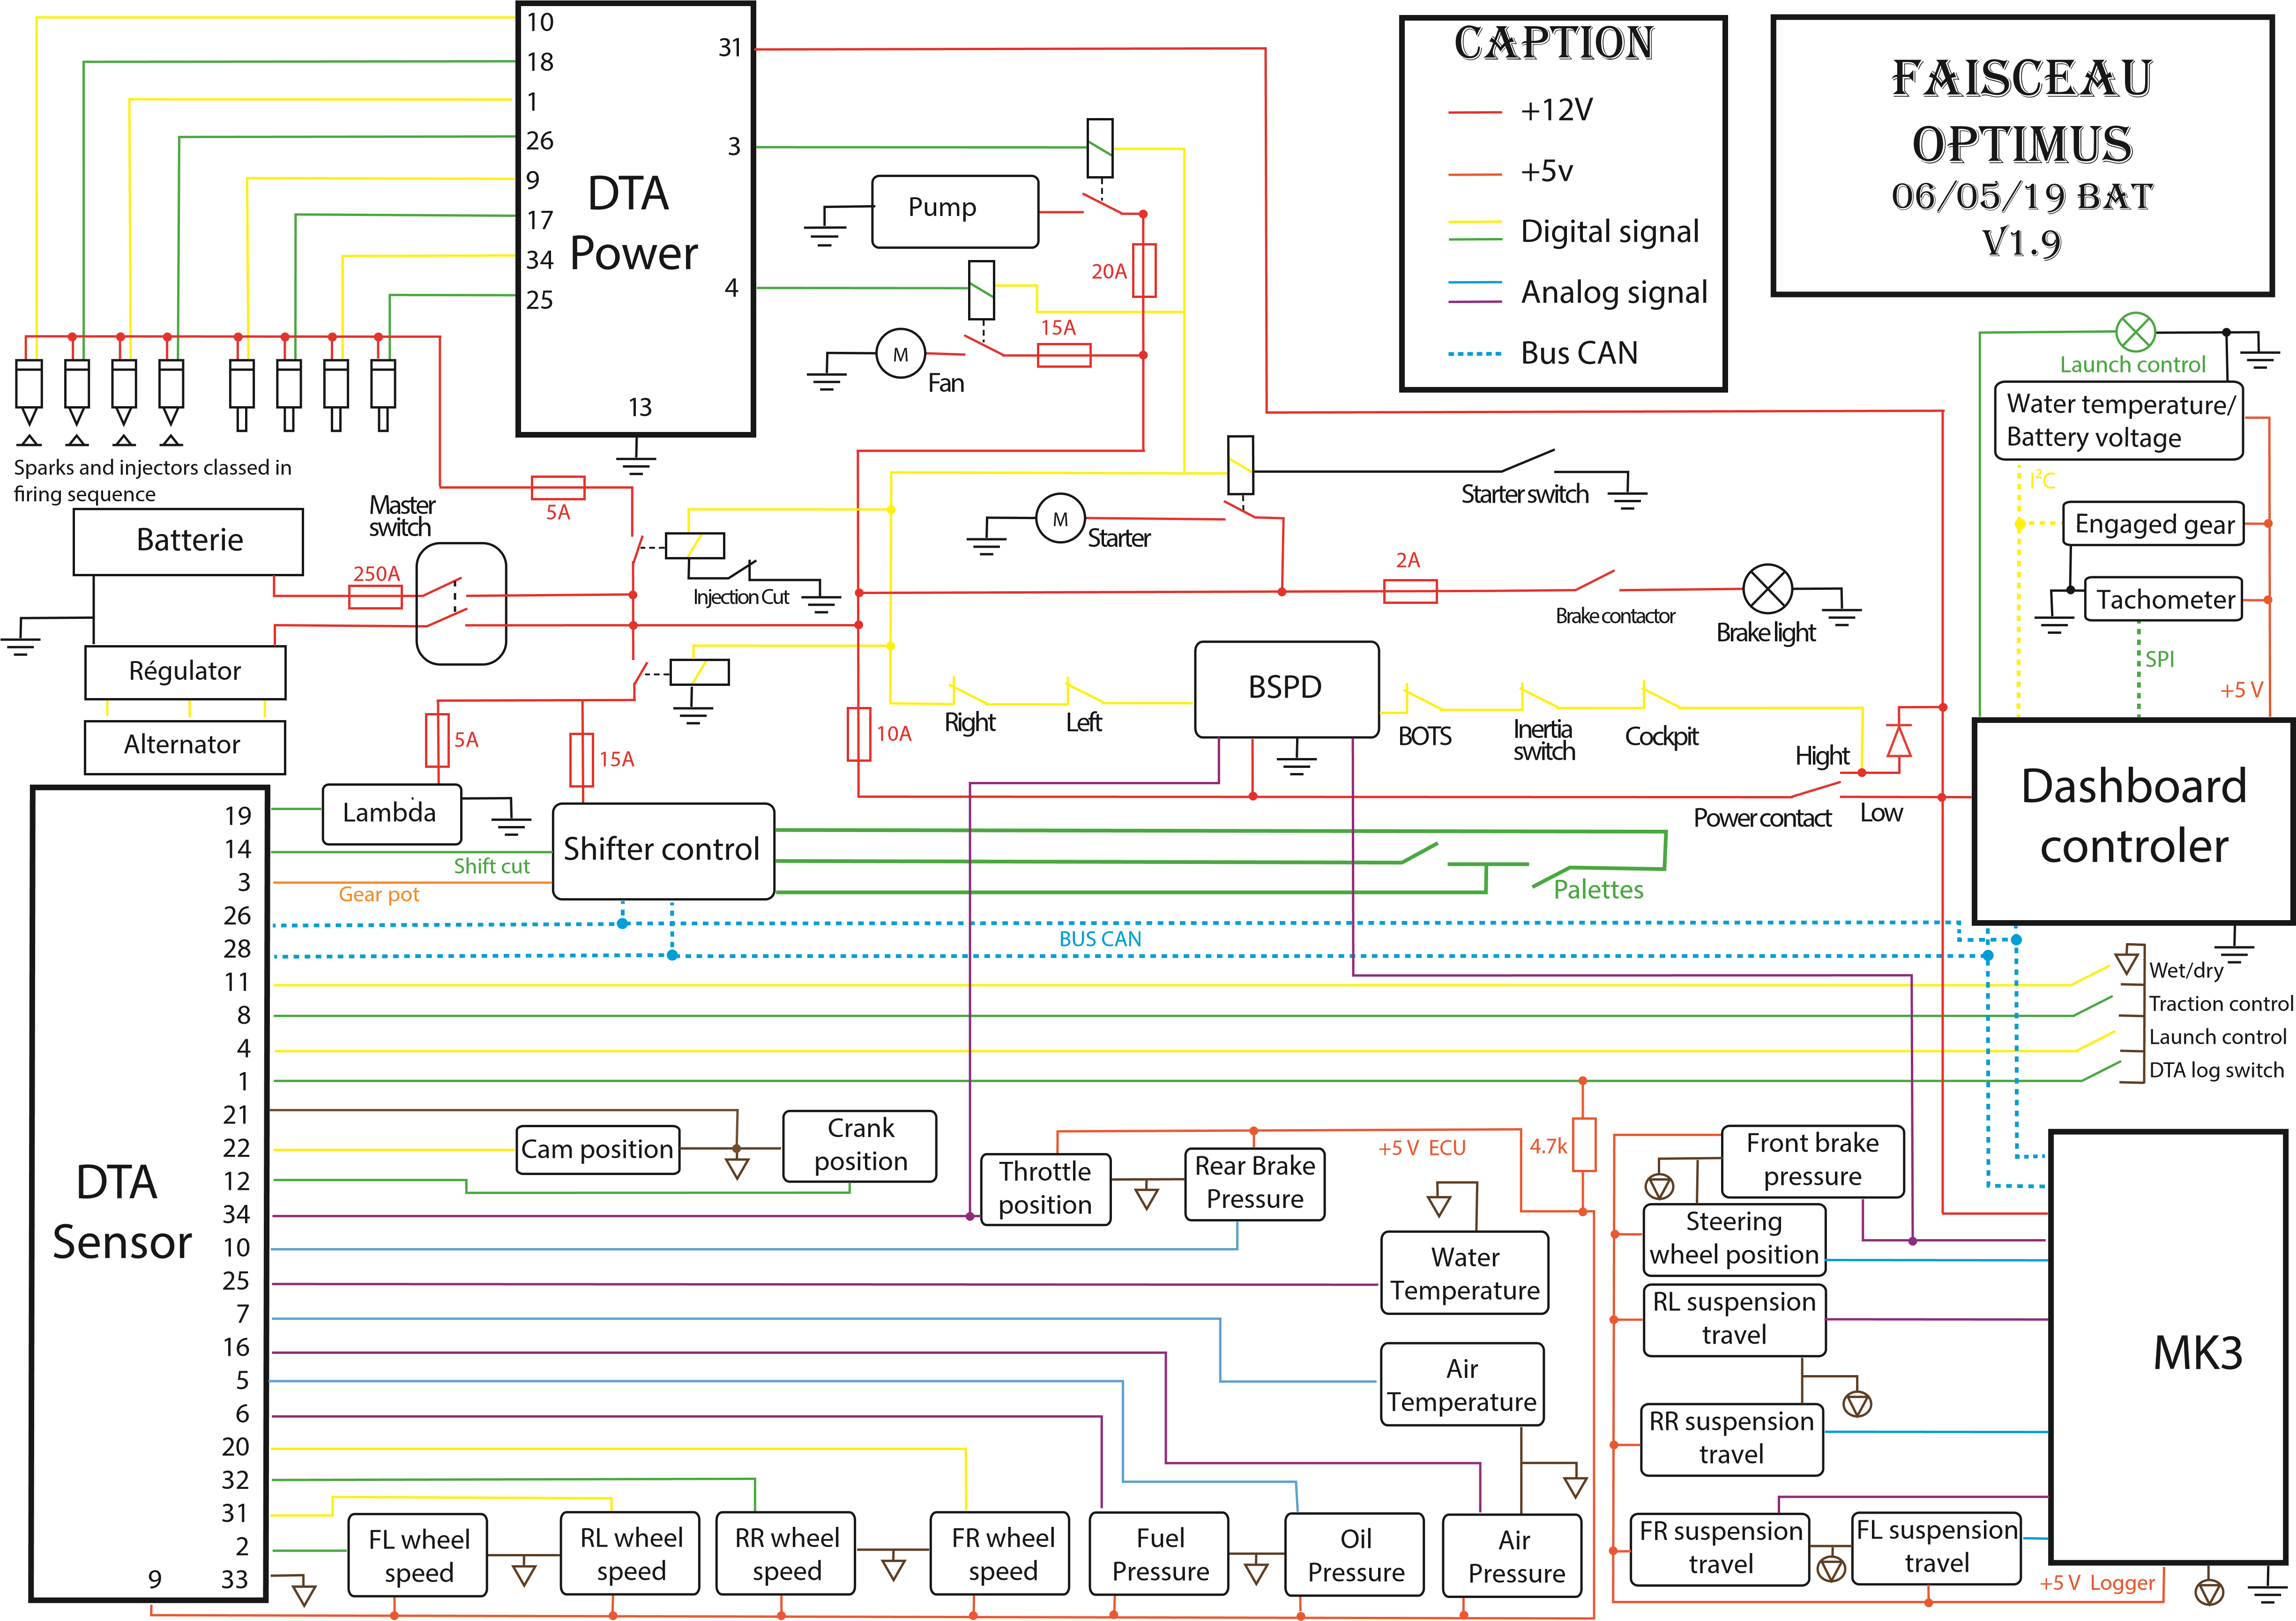 10
18
1
26
9
17
34
25
31
3
4
13
DTA
Power
Pump
20A
15A
M
Fan
CAPTION
+12V
+5v
Digital signal
Analog signal
Bus CAN
FAISCEAU
OPTIMUS
06/05/19 BAT
V1.9
Launch control
Water temperature/
Battery voltage
I²C
Engaged gear
Tachometer
SPI
+5 V
Sparks and injectors classed in
firing sequence
5A
Master
switch
Batterie
250A
Régulator
Alternator
Injection Cut
M
Starter
Starter switch
2A
Brake contactor
Brake light
5A
15A
10A
Right
Left
BSPD
BOTS
Inertia
switch
Cockpit
Hight
Power contact
Low
Dashboard
controler
Lambda
Shifter control
Shift cut
Gear pot
Palettes
BUS CAN
Wet/dry
Traction control
Launch control
DTA log switch
DTA
Sensor
19
14
3
26
28
11
8
4
1
21
22
12
34
10
25
7
16
5
6
20
32
31
2
33
9
Cam position
Crank
position
Throttle
position
Rear Brake
Pressure
+5 V ECU
4.7k
Water
Temperature
Air
Temperature
Front brake
pressure
Steering
wheel position
RL suspension
travel
RR suspension
travel
FR suspension
travel
FL suspension
travel
MK3
+5 V Logger
FL wheel
speed
RL wheel
speed
RR wheel
speed
FR wheel
speed
Fuel
Pressure
Oil
Pressure
Air
Pressure